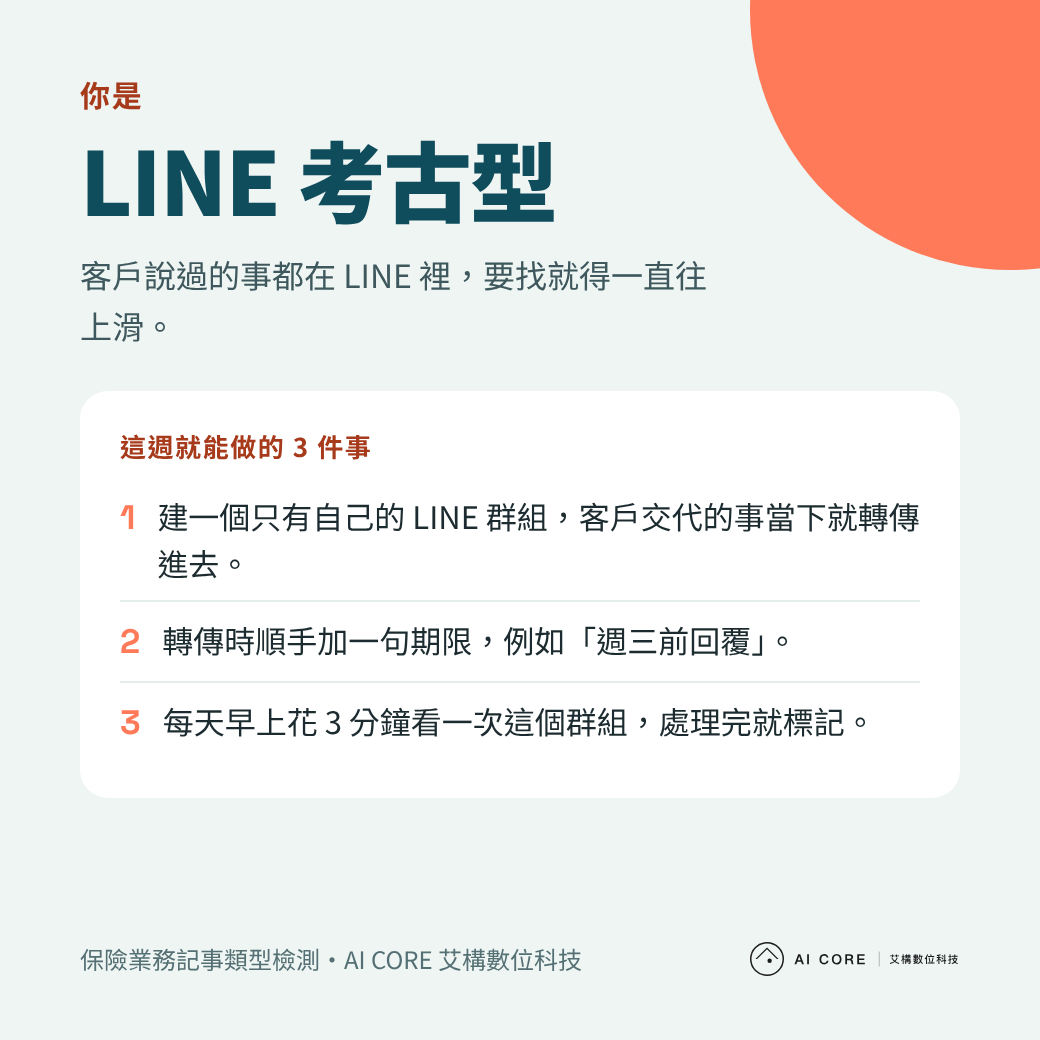 你是
LINE 考古型
客戶說過的事都在 LINE 裡，要找就得一直往
上滑。
這週就能做的 3 件事
1 建一個只有自己的 LINE 群組，客戶交代的事當下就轉傳
進去。
2 轉傳時順手加一句期限，例如「週三前回覆」。
3 每天早上花 3 分鐘看一次這個群組，處理完就標記。
保險業務記事類型檢測・AI CORE 艾構數位科技
AI CORE | 艾構數位科技